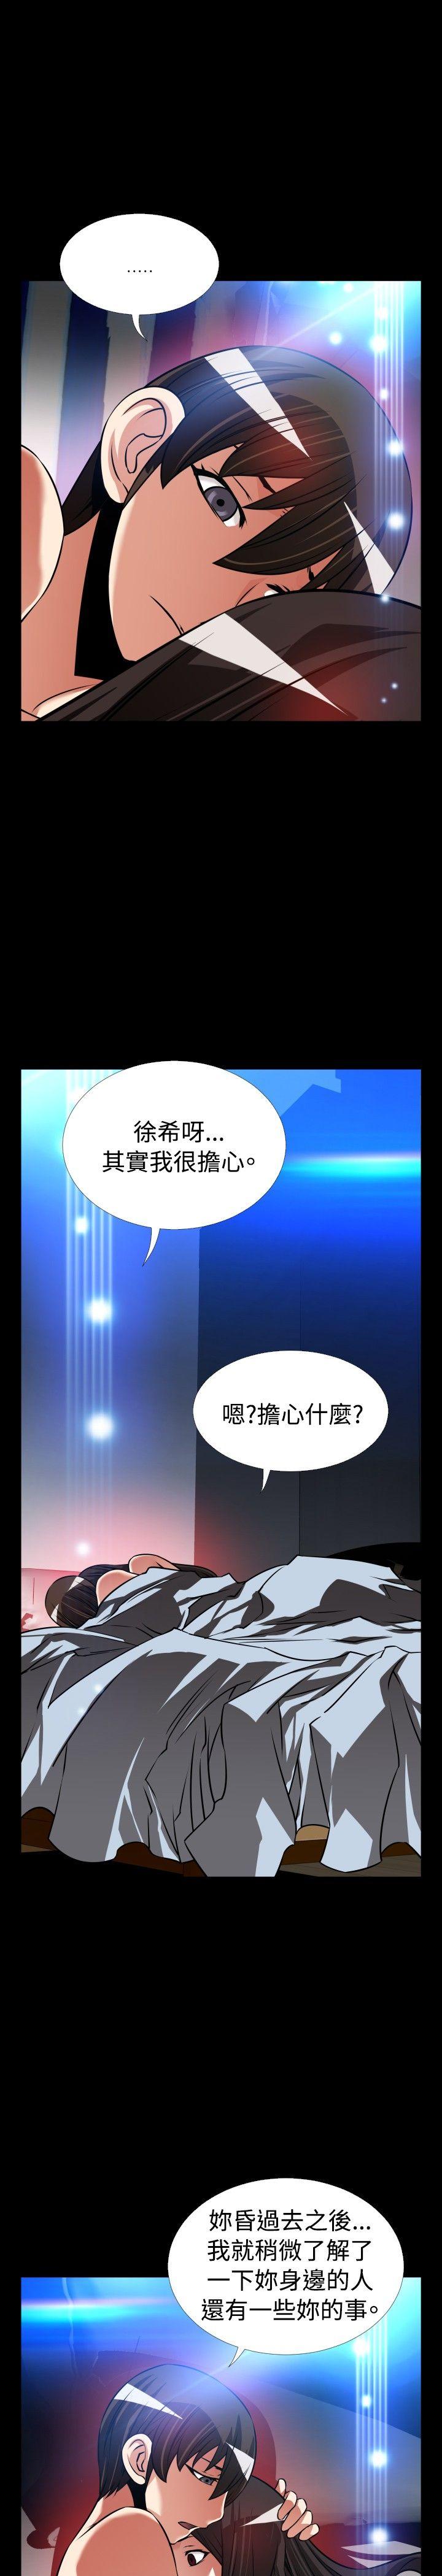 .....
徐希呀...
其實我很擔心。
嗯?擔心什麼?
妳昏過去之後...
我就稍微了解了
一下妳身邊的人
還有一些妳的事。